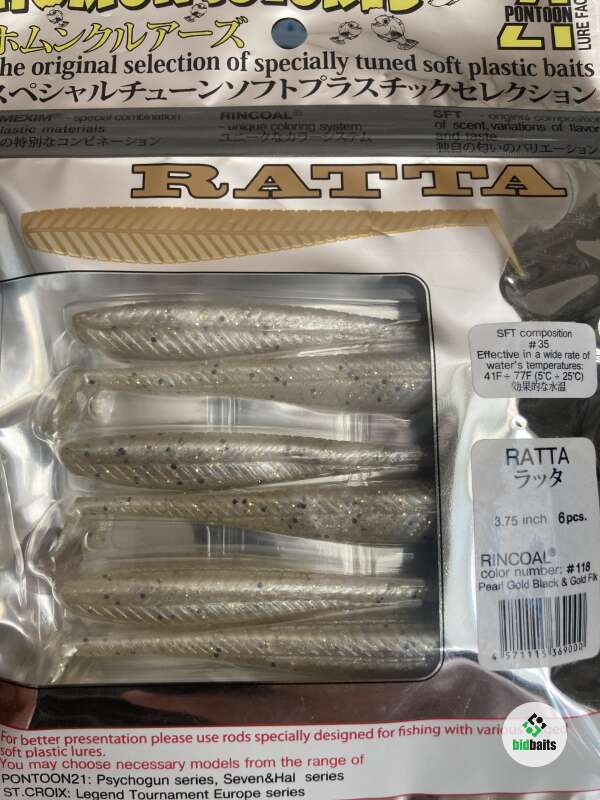 PONTOON
21
LURE FAC
ホムンクルアーズ
he original selection of specially tuned soft plastic baits
スペシャルチューンソフトプラスチックセレクション
MEXIM® - special combination
lastic materials
の特別なコンビネーション
RINCOAL®
- unique coloring system
ユニークなカラーシステム
SFT - origins composition
of scent, variations of flavor
and taste
独自の匂いのバリエーション
RATTA
SFT composition
#35
Effective in a wide rate of
water's temperatures:
41F ÷ 77F (5℃ ÷ 25℃)
効果的な水温
RATTA
ラッタ
3.75 inch 6pcs.
RINCOAL®
color number: #118
Pearl Gold Black & Gold Flk
4 571115 369000
bidbaits
For better presentation please use rods specially designed for fishing with various
soft plastic lures.
You may choose necessary models from the range of
PONTOON21: Psychogun series, Seven&Hal series
ST.CROIX: Legend Tournament Europe series